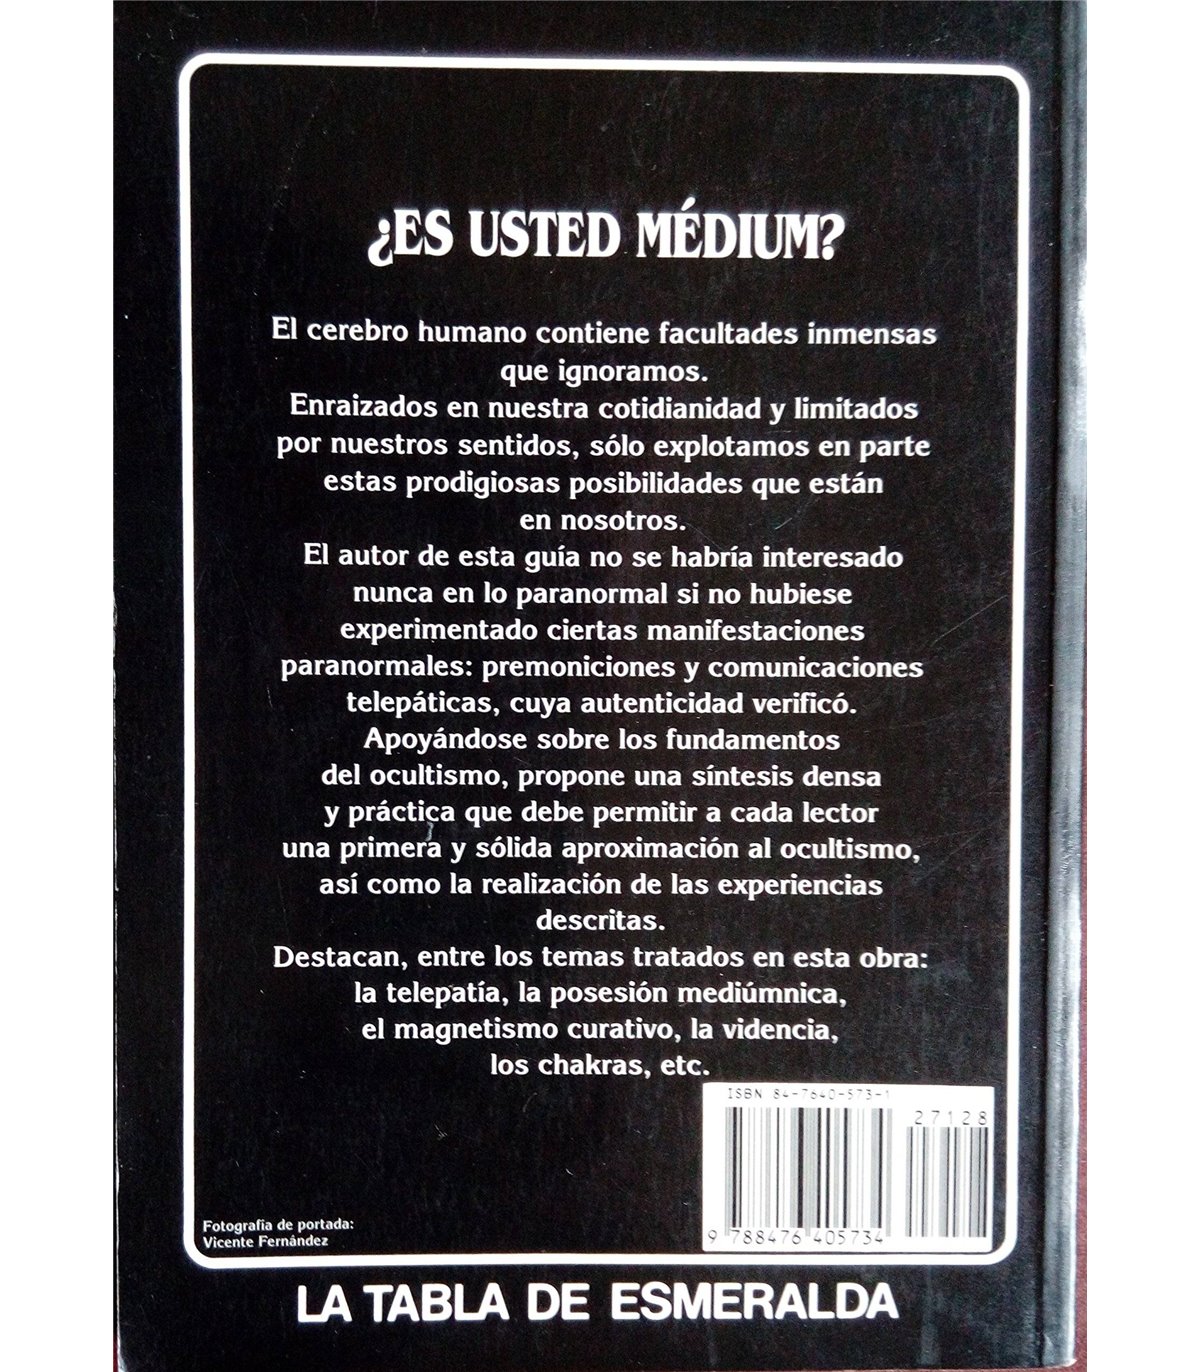 ¿ES USTED MÉDIUM?
El cerebro humano contiene facultades inmensas
que ignoramos.
Enraizados en nuestra cotidianidad y limitados
por nuestros sentidos, sólo explotamos en parte
estas prodigiosas posibilidades que están
en nosotros.
El autor de esta guía no se habría interesado
nunca en lo paranormal si no hubiese
experimentado ciertas manifestaciones
paranormales: premoniciones y comunicaciones
telepáticas, cuya autenticidad verificó.
Apoyándose sobre los fundamentos
del ocultismo, propone una síntesis densa
y práctica que debe permitir a cada lector
una primera y sólida aproximación al ocultismo,
así como la realización de las experiencias
descritas.
Destacan, entre los temas tratados en esta obra:
la telepatía, la posesión mediúmnica,
el magnetismo curativo, la videncia,
los chakras, etc.
ISBN 84-7640-573-1
27128
9 788476 405734
Fotografía de portada:
Vicente Fernández
LA TABLA DE ESMERALDA